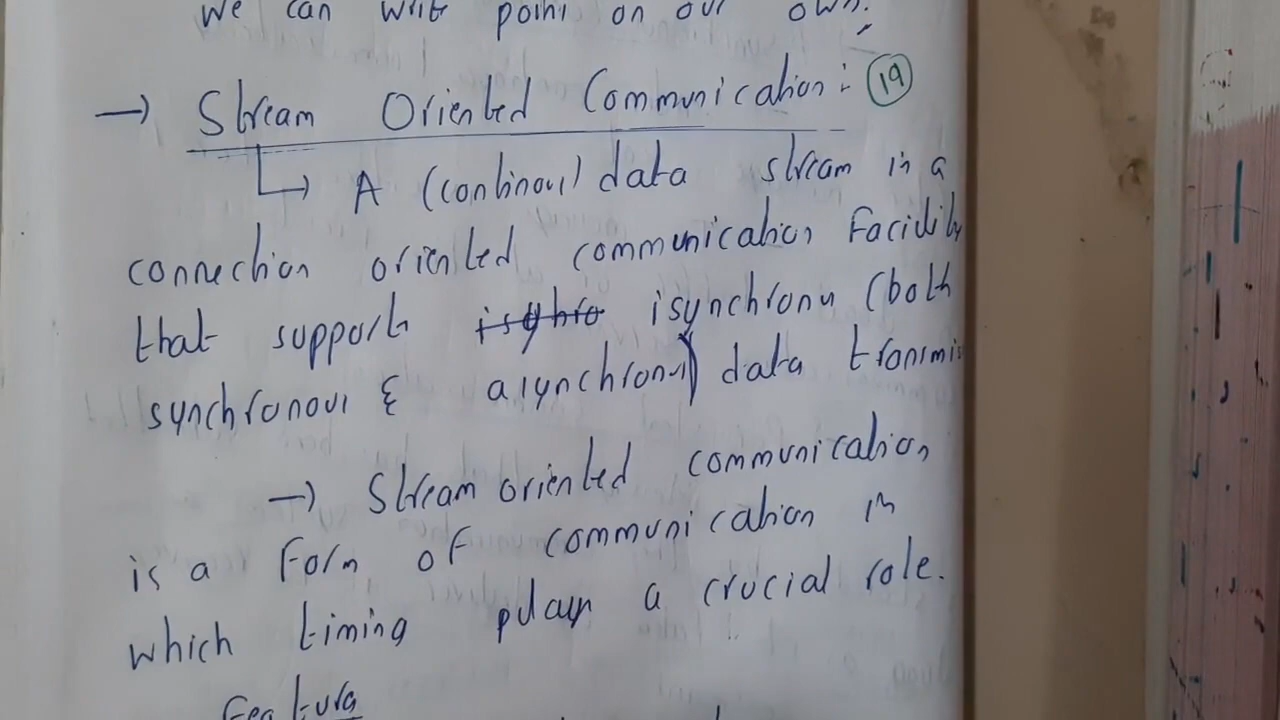 We can write point on our own.
→ Stream Oriented Communication :- 19
↳ A (continous) data stream is a
connection oriented communication Facility
that supports isyhro isynchronu (both
synchronous & asynchronus) data transmis
→ Stream oriented communication
is a Form of communication in
which timing plays a crucial role.
Features